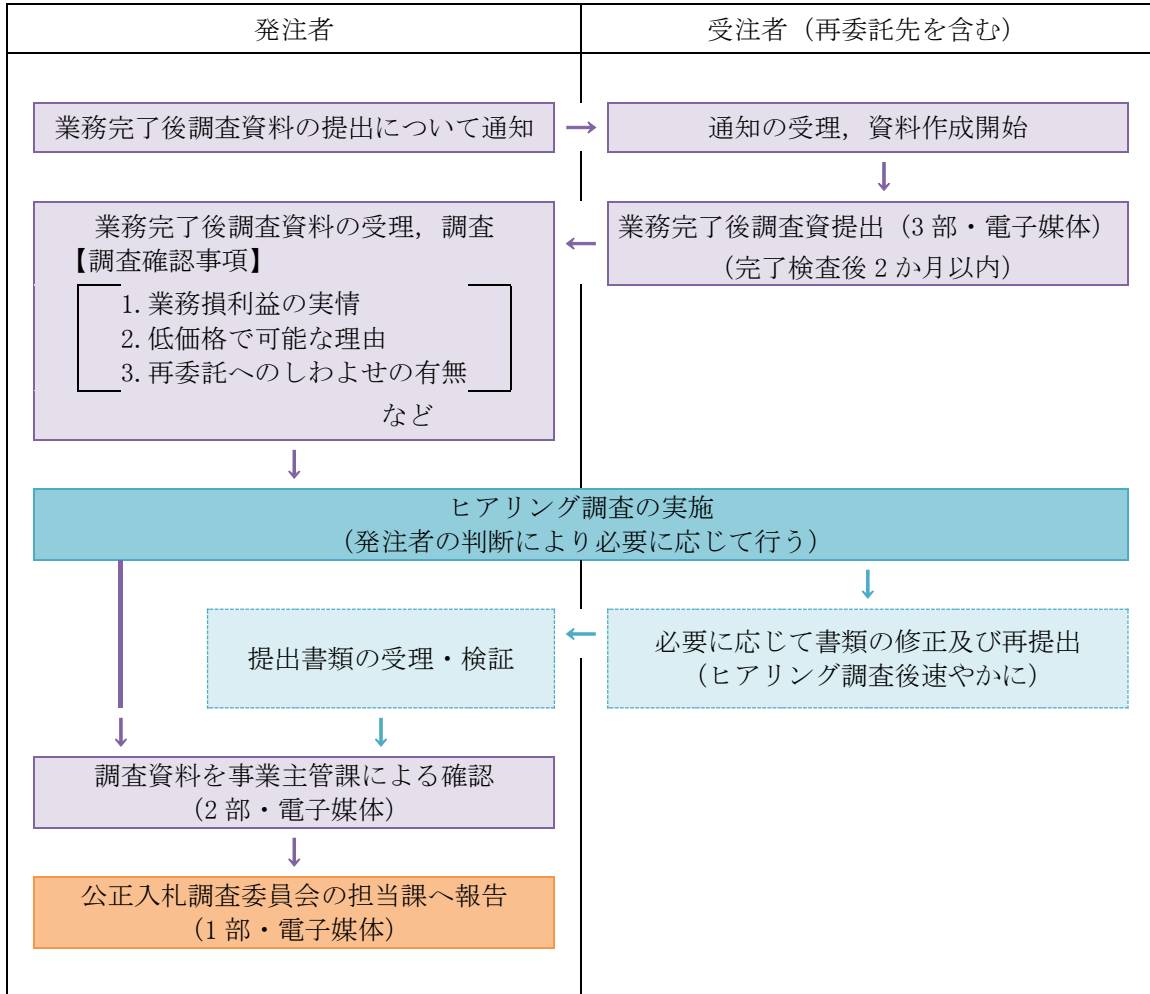 発注者
受注者（再委託先を含む）
業務完了後調査資料の提出について通知
→
通知の受理，資料作成開始
↓
業務完了後調査資提出（3部・電子媒体）
（完了検査後2か月以内）
←
業務完了後調査資料の受理，調査
【調査確認事項】
1.業務損利益の実情
2.低価格で可能な理由
3.再委託へのしわよせの有無
など
↓
ヒアリング調査の実施
（発注者の判断により必要に応じて行う）
↓
必要に応じて書類の修正及び再提出
（ヒアリング調査後速やかに）
←
提出書類の受理・検証
↓
↓
調査資料を事業主管課による確認
（2部・電子媒体）
↓
公正入札調査委員会の担当課へ報告
（1部・電子媒体）